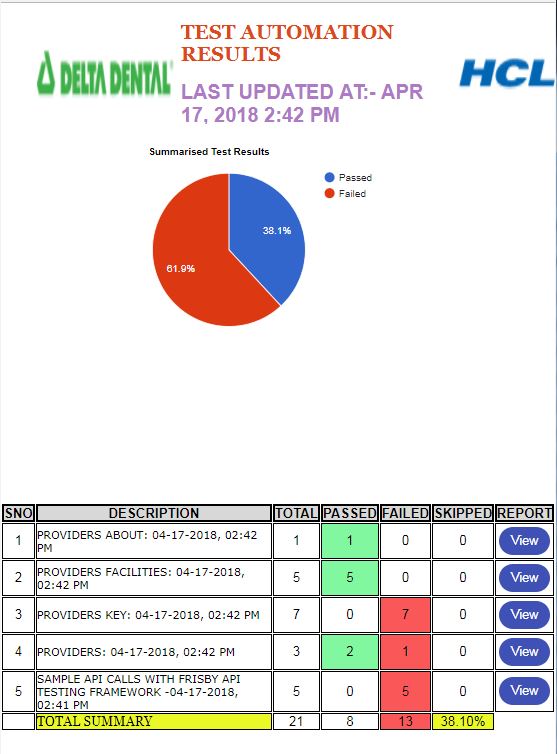 TEST AUTOMATION
RESULTS
DELTA DENTAL
HCL
LAST UPDATED AT:- APR
17, 2018 2:42 PM
Summarised Test Results
Passed
Failed
38.1%
61.9%
SNO DESCRIPTION TOTAL PASSED FAILED SKIPPED REPORT
1 PROVIDERS ABOUT: 04-17-2018, 02:42 1 1 0 0 View
PM
2 PROVIDERS FACILITIES: 04-17-2018, 5 5 0 0 View
02:42 PM
3 PROVIDERS KEY: 04-17-2018, 02:42 PM 7 0 7 0 View
4 PROVIDERS: 04-17-2018, 02:42 PM 3 2 1 0 View
SAMPLE API CALLS WITH FRISBY API
5 TESTING FRAMEWORK -04-17-2018, 5 0 5 0 View
02:41 PM
TOTAL SUMMARY 21 8 13 38.10%